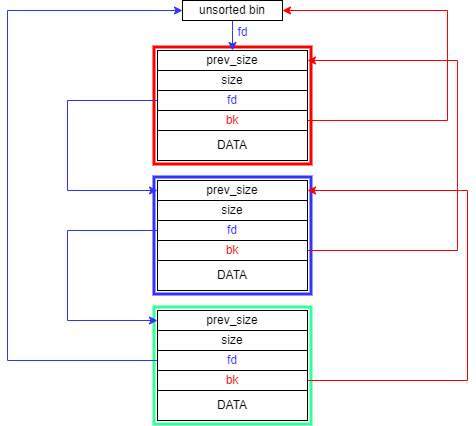 unsorted bin
fd
prev_size
size
fd
bk
DATA
prev_size
size
fd
bk
DATA
prev_size
size
fd
bk
DATA